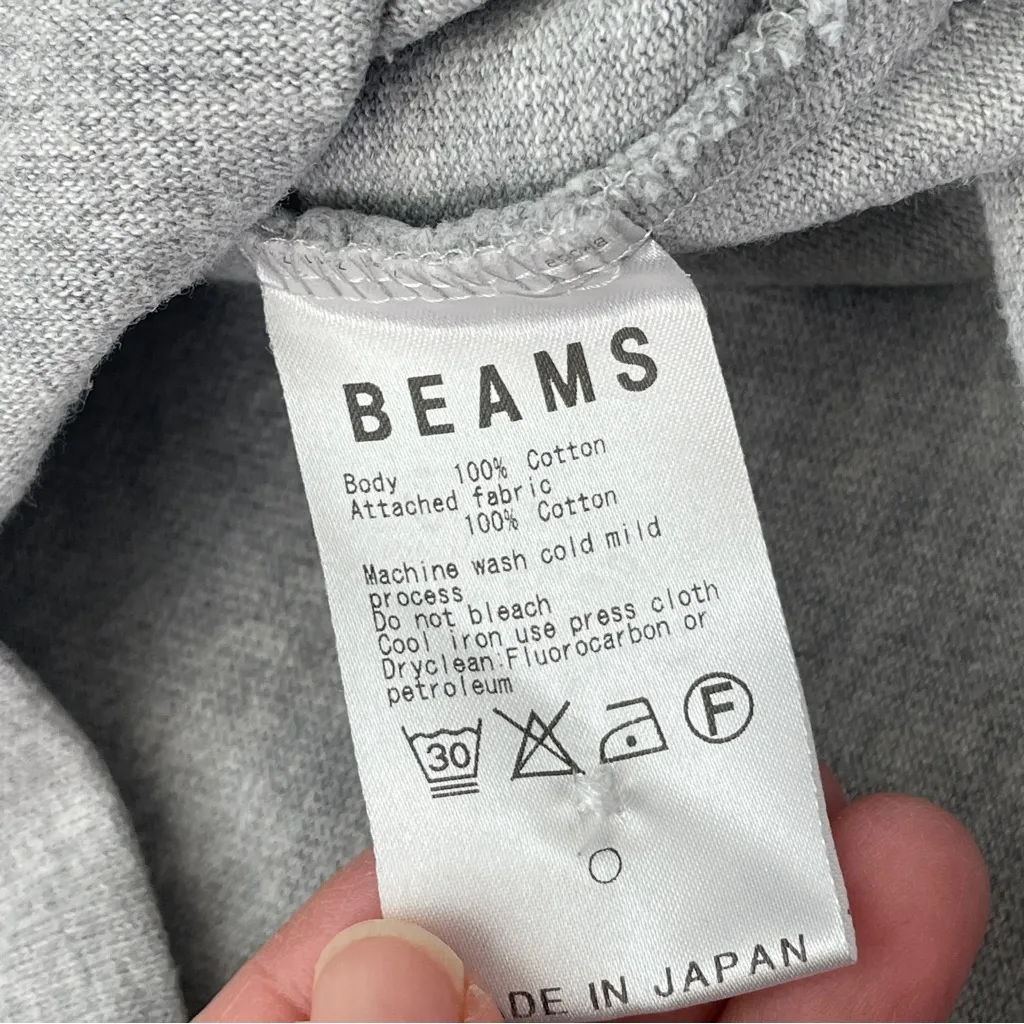 BEAMS
Body 100% Cotton
Attached fabric
100% Cotton
Machine wash cold mild
process
Do not bleach
Cool iron use press cloth
Dryclean:Fluorocarbon or
petroleum
30 F
DE IN JAPAN